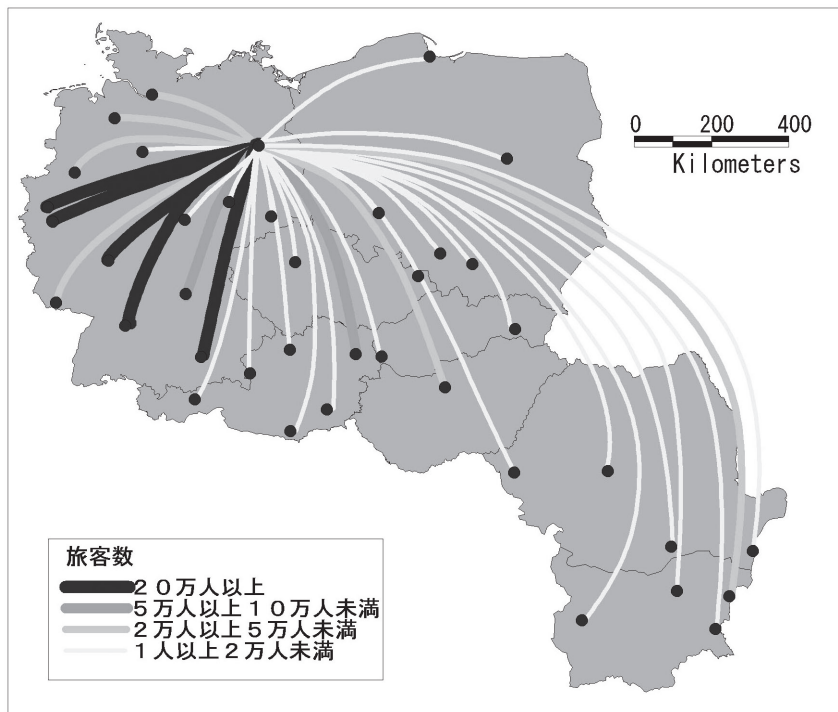 0 200 400
Kilometers
旅客数
２０万人以上
５万人以上１０万人未満
２万人以上５万人未満
１人以上２万人未満